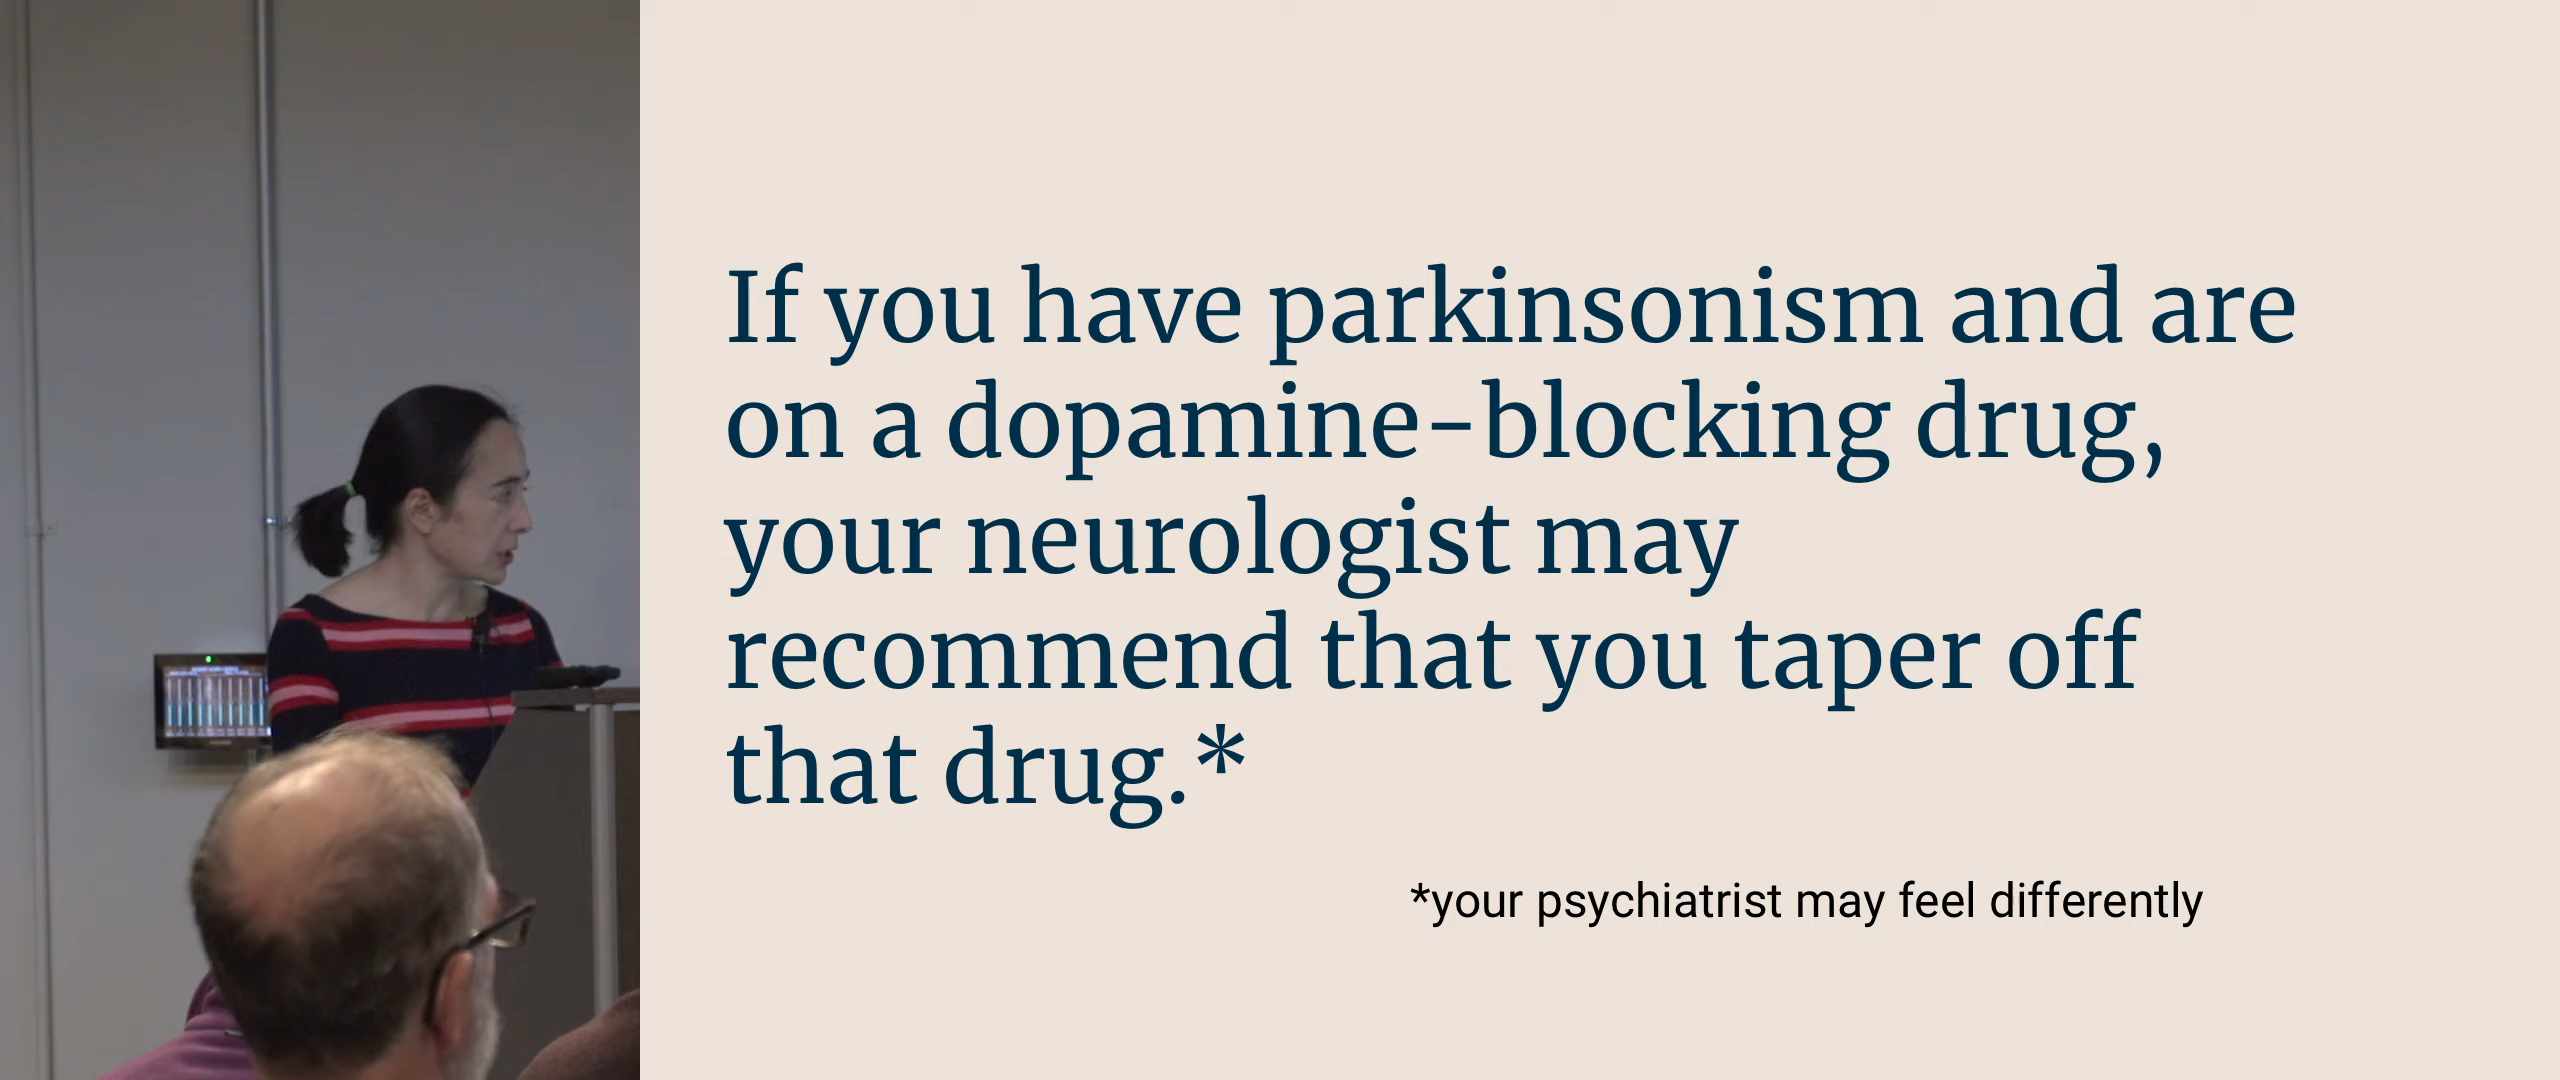 If you have parkinsonism and are
on a dopamine-blocking drug,
your neurologist may
recommend that you taper off
that drug.*
*your psychiatrist may feel differently